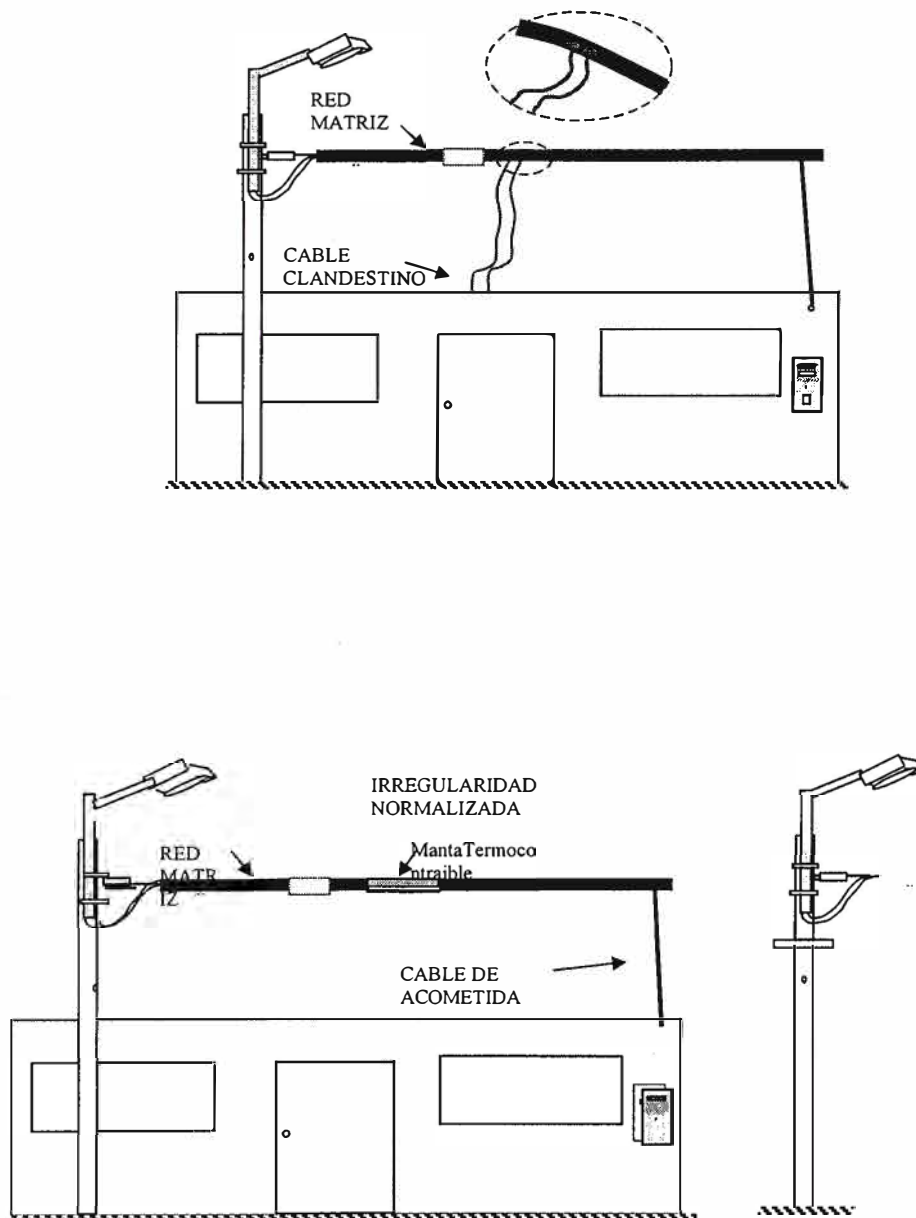 RED
MATRIZ
CABLE
CLANDESTINO
IRREGULARIDAD
NORMALIZADA
RED
MATR
IZ
MantaTermoco
ntraible
CABLE DE
ACOMETIDA